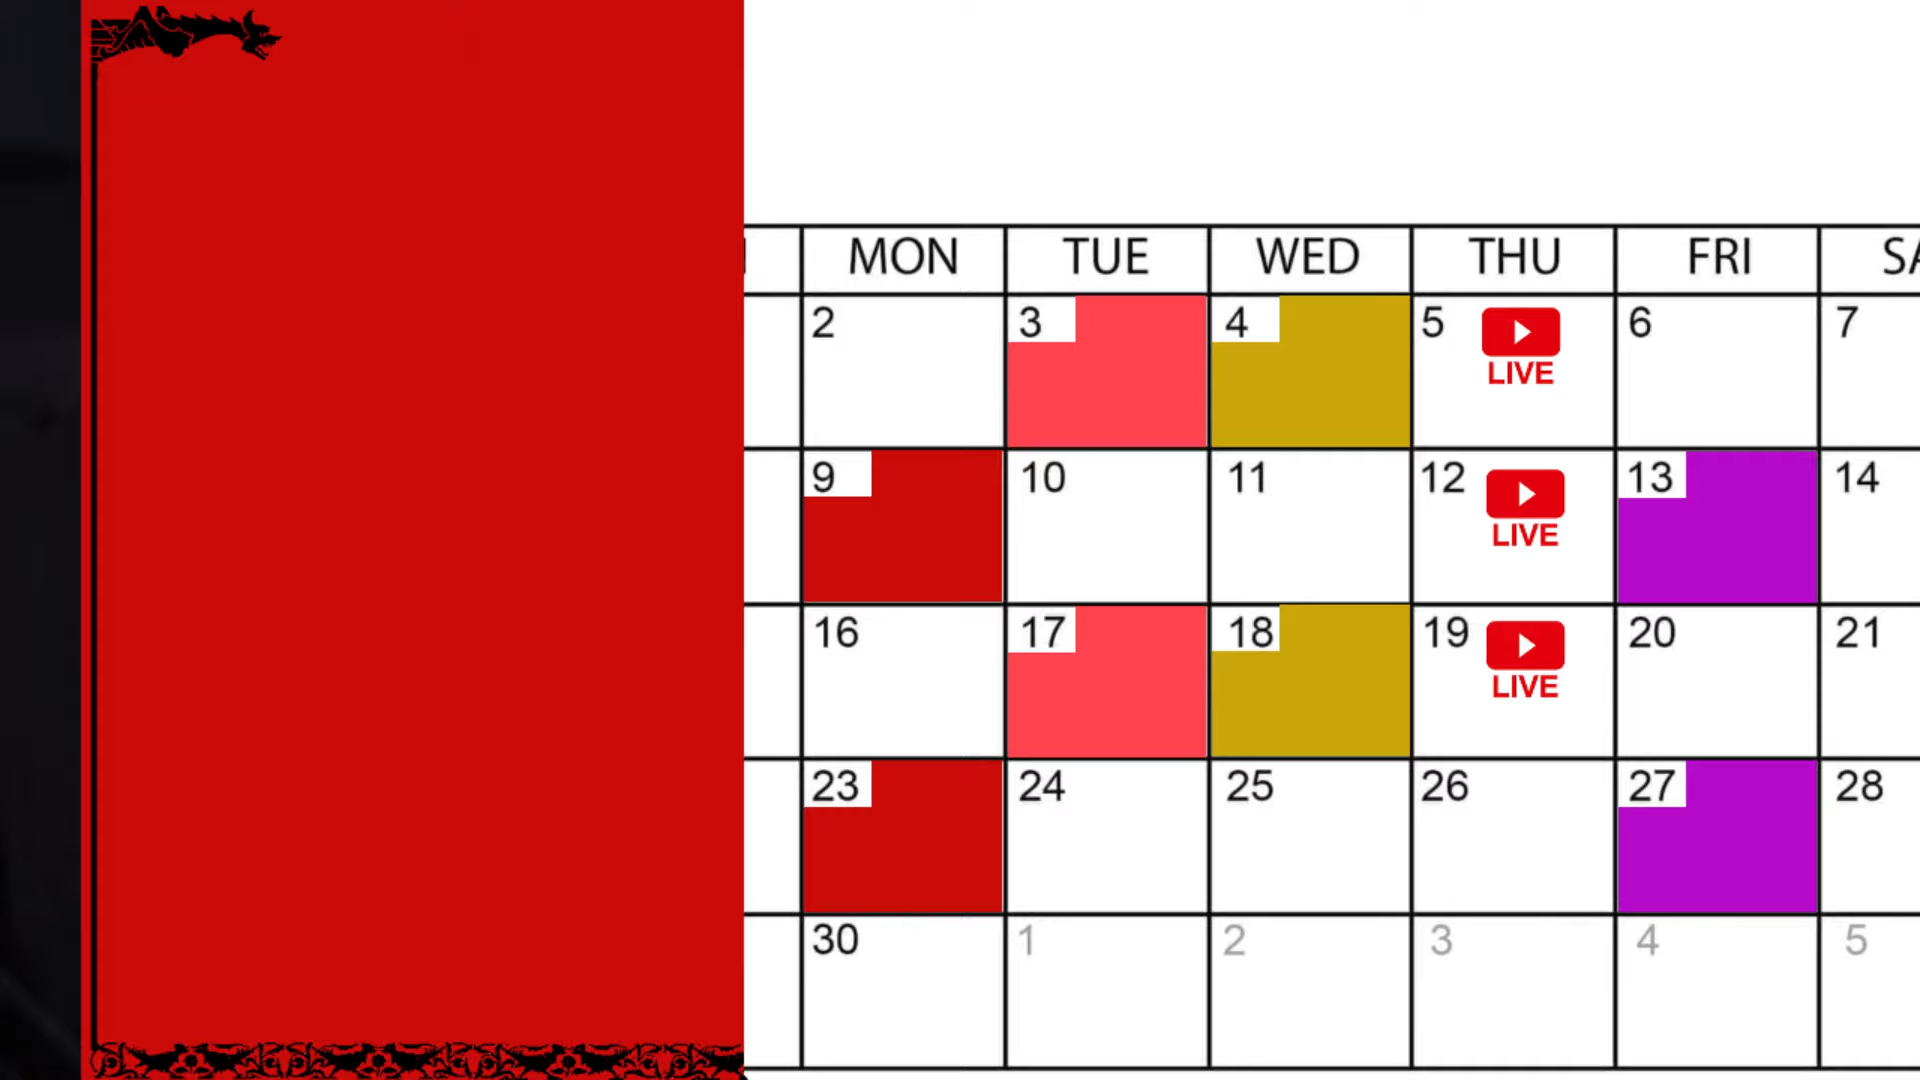 MON TUE WED THU FRI SA
2 3 4 5 6 7
LIVE
9 10 11 12 13 14
LIVE
16 17 18 19 20 21
LIVE
23 24 25 26 27 28
30 1 2 3 4 5